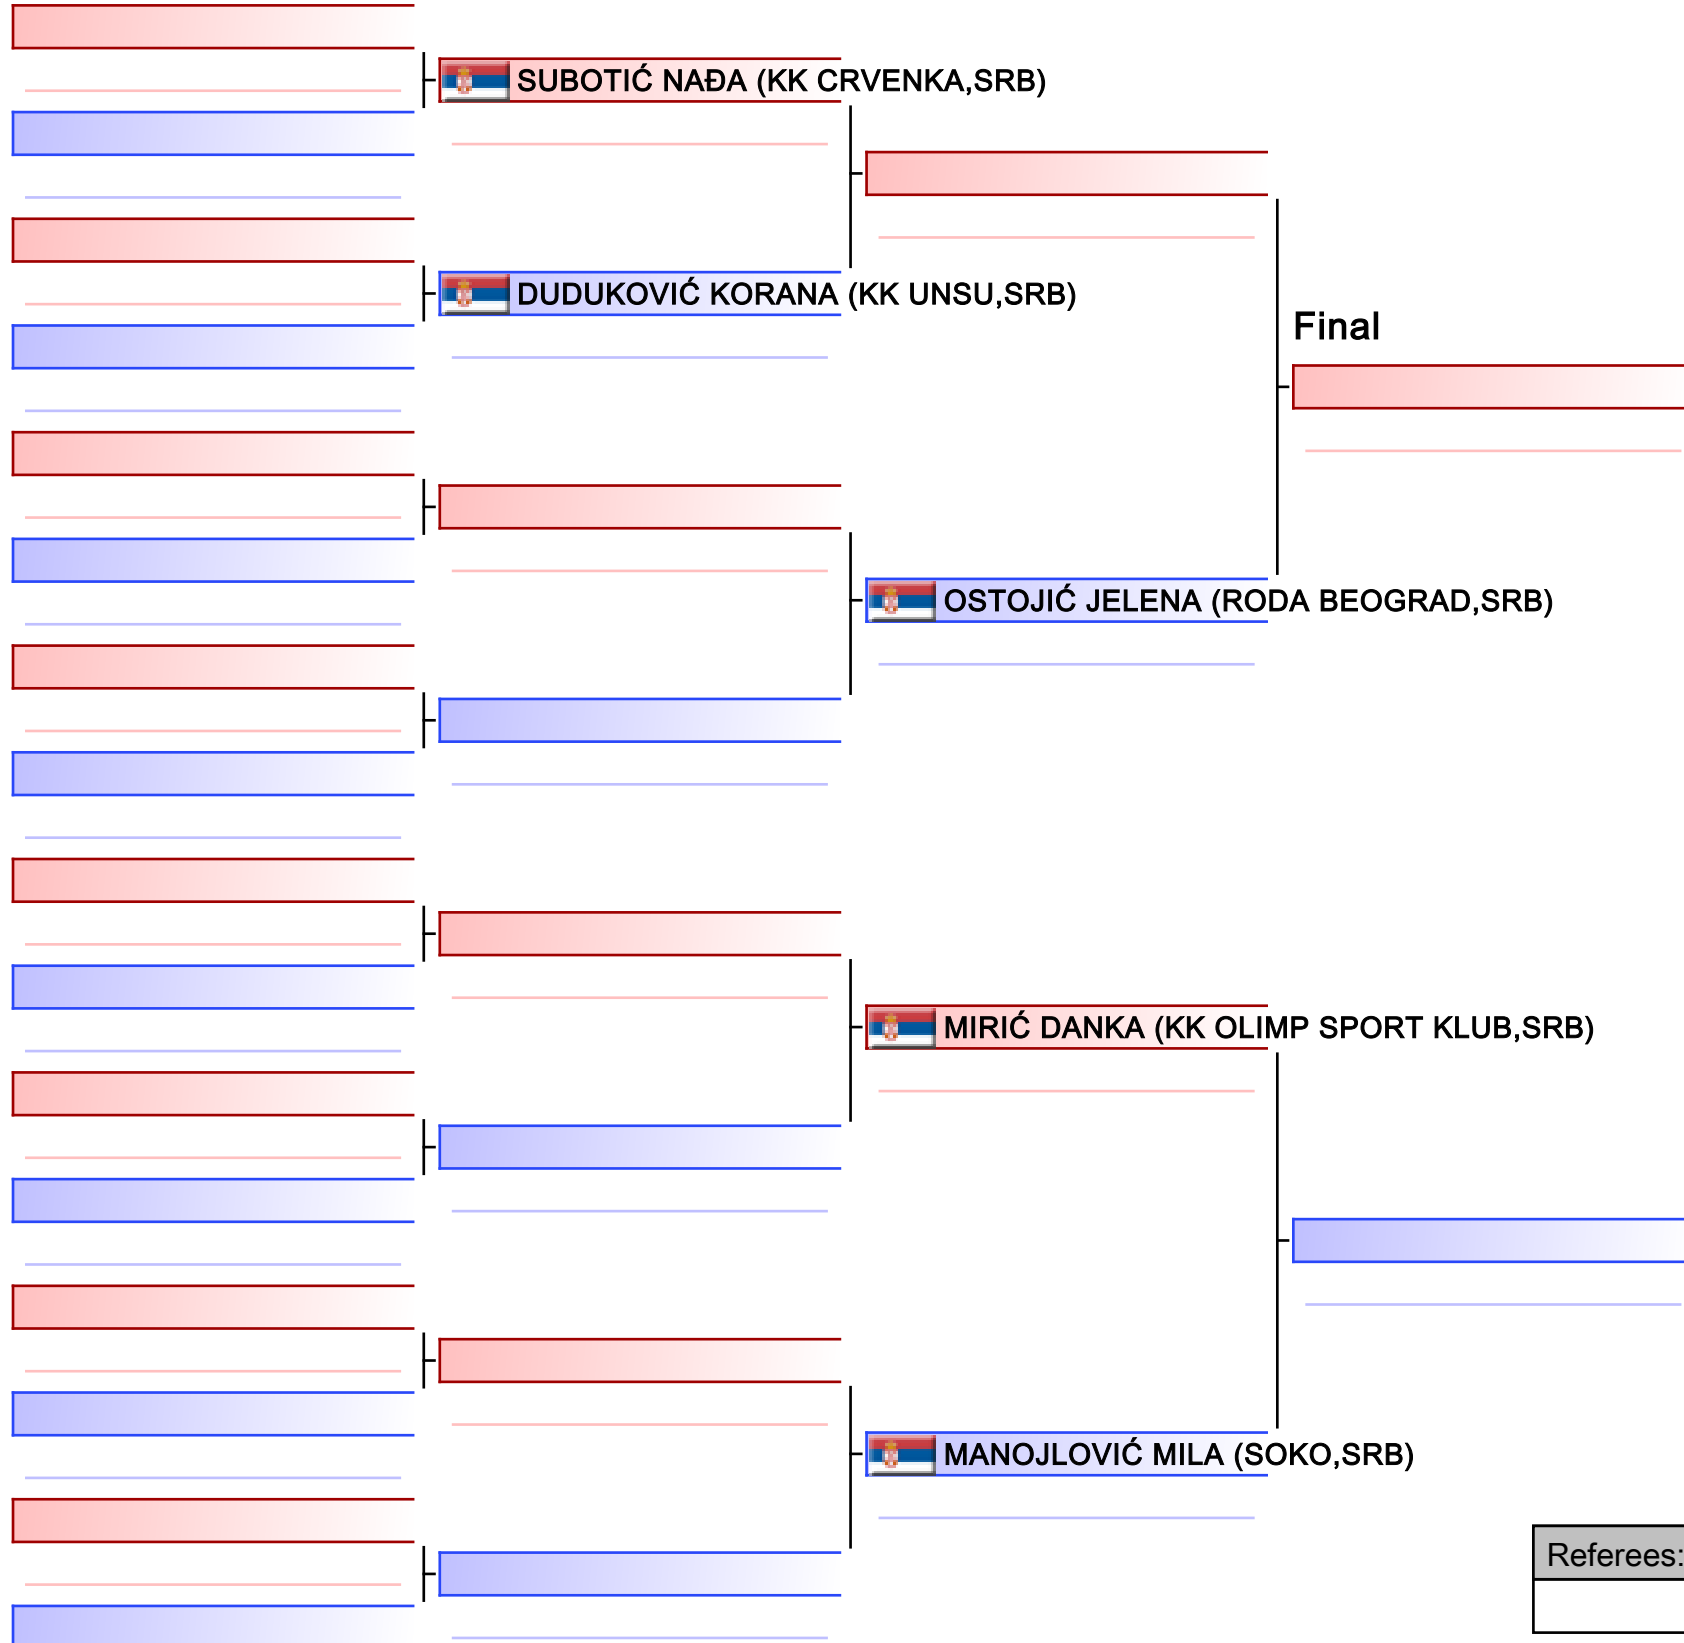 SUBOTIĆ NAĐA (KK CRVENKA,SRB)
DUDUKOVIĆ KORANA (KK UNSU,SRB)
Final
OSTOJIĆ JELENA (RODA BEOGRAD,SRB)
MIRIĆ DANKA (KK OLIMP SPORT KLUB,SRB)
MANOJLOVIĆ MILA (SOKO,SRB)
Referees: